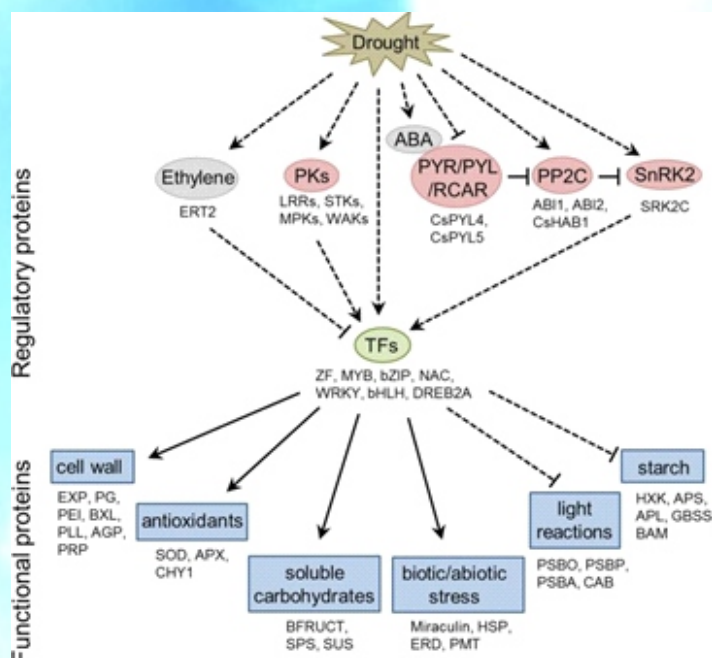 Drought
ABA
Ethylene
ERT2
PKs
LRRs, STKs,
MPKs, WAKs
PYR/PYL
/RCAR
CsPYL4,
CsPYL5
PP2C
ABI1, ABI2,
CsHAB1
SnRK2
SRK2C
Regulatory proteins
TFs
ZF, MYB, bZIP, NAC,
WRKY, bHLH, DREB2A
Functional proteins
cell wall
EXP, PG,
PEI, BXL,
PLL, AGP,
PRP
antioxidants
SOD, APX,
CHY1
soluble
carbohydrates
BFRUCT,
SPS, SUS
biotic/abiotic
stress
Miraculin, HSP,
ERD, PMT
light
reactions
PSBO, PSBP,
PSBA, CAB
starch
HXK, APS,
APL, GBSS
BAM